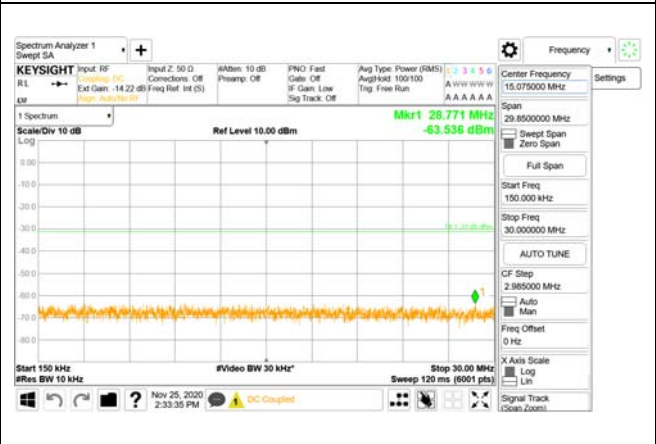 Spectrum Analyzer 1
Swept SA
+
Frequency
Settings
KEYSIGHT
RL
Input: RF
Coupling: DC
Ext Gain: -14.22 dB
Align: Auto/No RF
Input Z: 50 Ω
Corrections: Off
Freq Ref: Int (S)
#Atten: 10 dB
Preamp: Off
PNO: Fast
Gate: Off
IF Gain: Low
Sig Track: Off
Avg Type: Power (RMS)
Avg|Hold: 100/100
Trig: Free Run
1 2 3 4 5 6
A W W W W W
A A A A A A
1 Spectrum
Scale/Div 10 dB
Log
Ref Level 10.00 dBm
Mkr1 28.771 MHz
-63.536 dBm
0.00
-10.0
-20.0
-30.0
-40.0
-50.0
-60.0
-70.0
-80.0
1
Start 150 kHz
#Res BW 10 kHz
#Video BW 30 kHz*
Stop 30.00 MHz
Sweep 120 ms (6001 pts)
?
Nov 25, 2020
2:33:35 PM
1
DC Coupled
Center Frequency
15.075000 MHz
Span
29.8500000 MHz
Swept Span
Zero Span
Full Span
Start Freq
150.000 kHz
Stop Freq
30.000000 MHz
AUTO TUNE
CF Step
2.985000 MHz
Auto
Man
Freq Offset
0 Hz
X Axis Scale
Log
Lin
Signal Track
(Span Zoom)